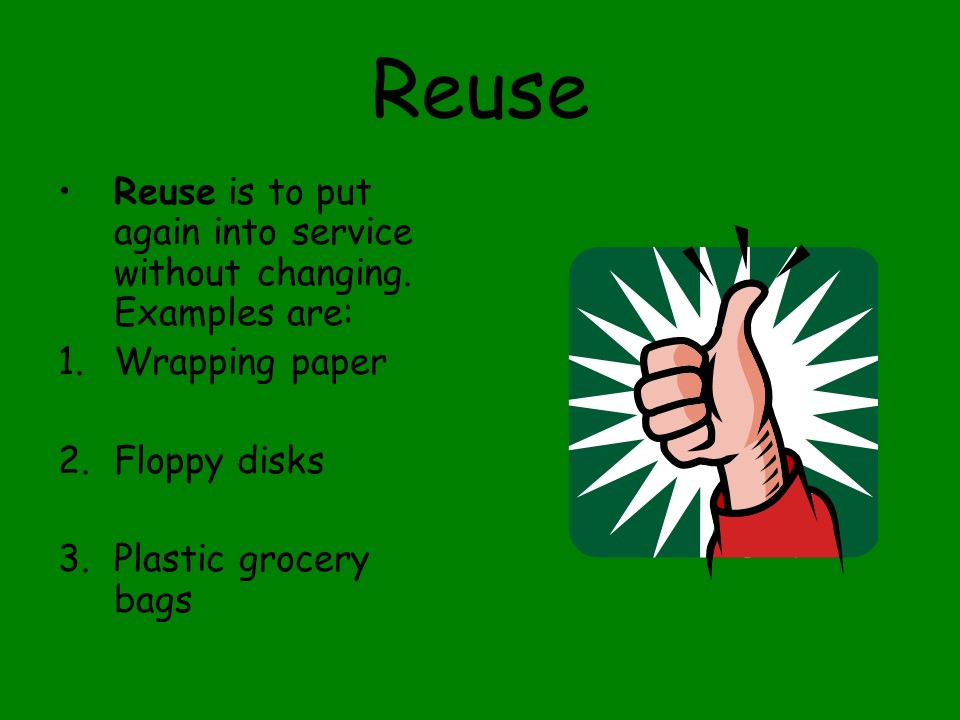 Reuse
• Reuse is to put
again into service
without changing.
Examples are:
1. Wrapping paper
2. Floppy disks
3. Plastic grocery
bags